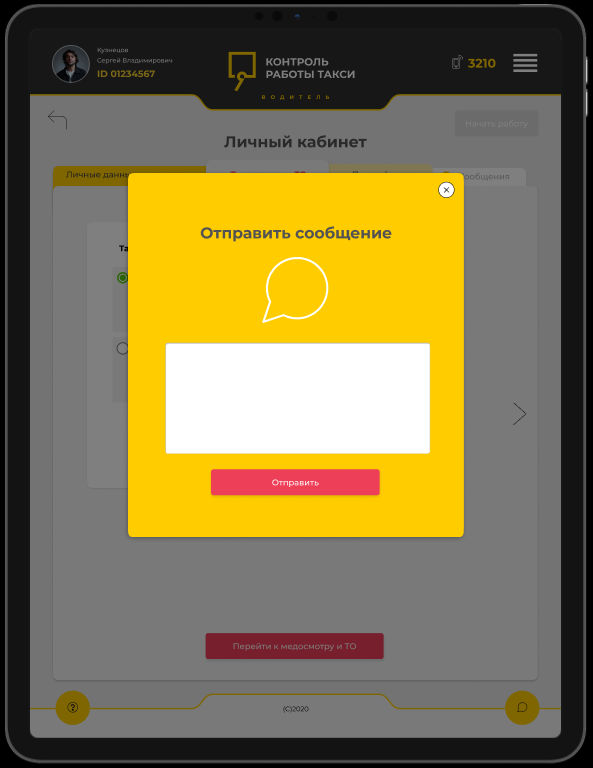 Кузнецов
Сергей Владимирович
ID 01234567
КОНТРОЛЬ
РАБОТЫ ТАКСИ
ВОДИТЕЛЬ
3210
Начать работу
Личный кабинет
Личные данн
Отправить сообщение
Отправить
Перейти к медосмотру и ТО
?
(C)2020